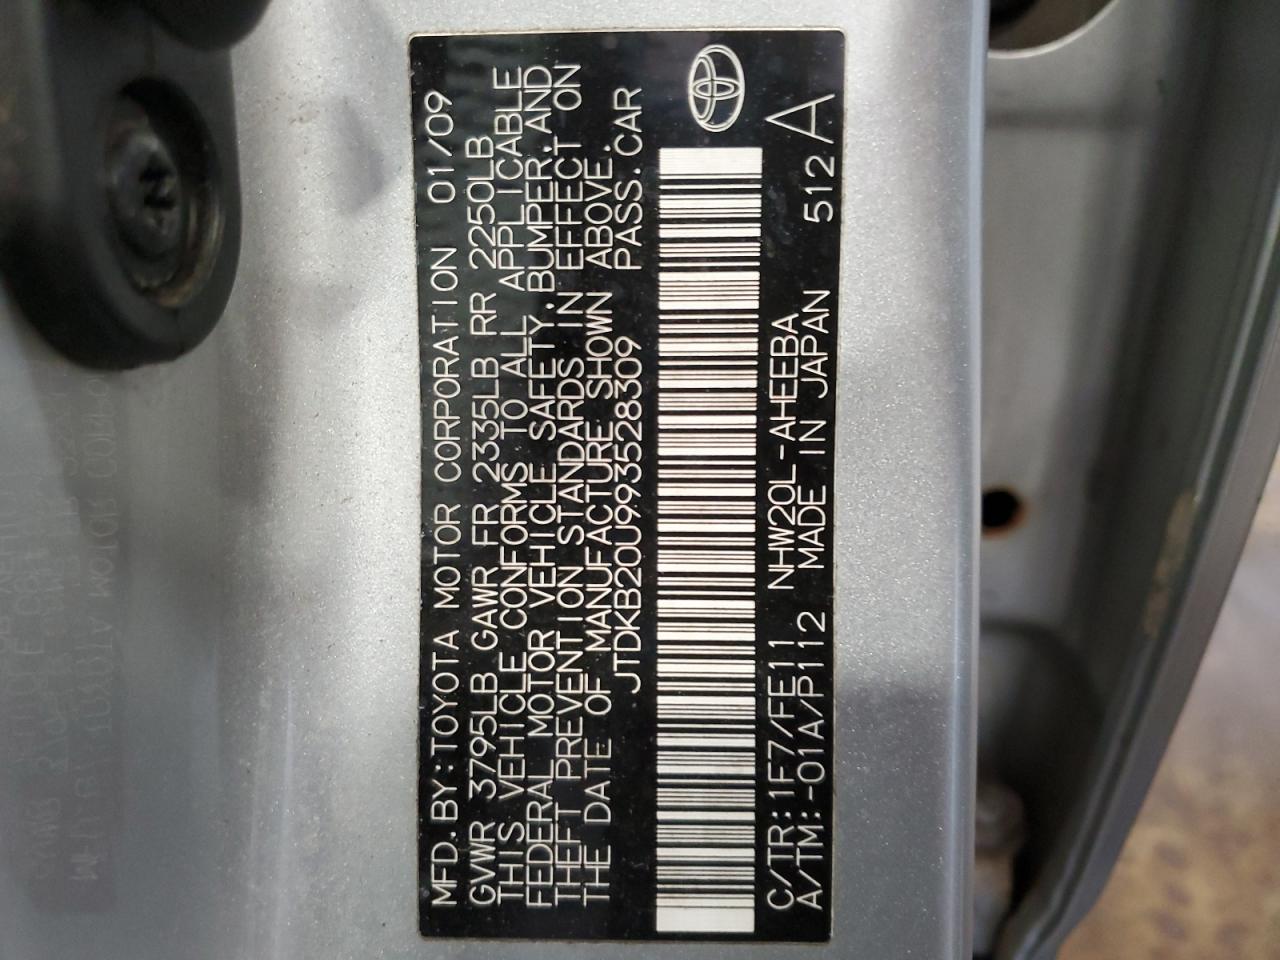 MFD.BY:TOYOTA MOTOR CORPORATION 01/09
GVWR 3795LB GAWR FR 2335LB RR 2250LB
THIS VEHICLE CONFORMS TO ALL APPLICABLE
FEDERAL MOTOR VEHICLE SAFETY,BUMPER,AND
THEFT PREVENTION STANDARDS IN EFFECT ON
THE DATE OF MANUFACTURE SHOWN ABOVE.
JTDKB20U993528309 PASS.CAR
C/TR:1F7/FE11 NHW20L-AHEEBA
A/TM:-01A/P112 MADE IN JAPAN 512 A